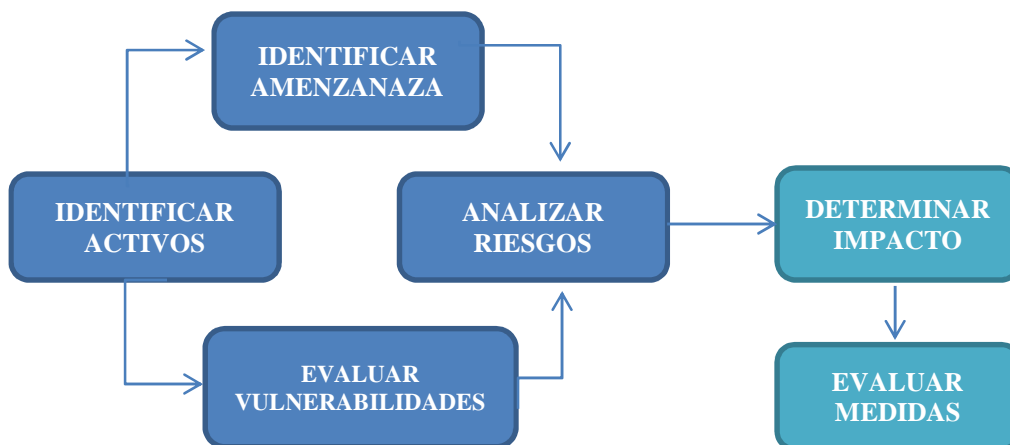 IDENTIFICAR
AMENZANAZA
IDENTIFICAR
ACTIVOS
ANALIZAR
RIESGOS
DETERMINAR
IMPACTO
EVALUAR
VULNERABILIDADES
EVALUAR
MEDIDAS